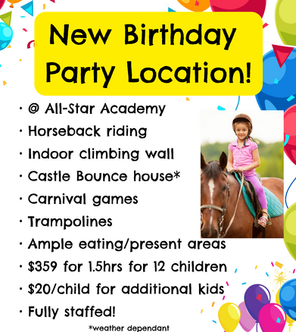 New Birthday
Party Location!
· @ All-Star Academy
· Horseback riding
· Indoor climbing wall
· Castle Bounce house*
· Carnival games
· Trampolines
· Ample eating/present areas
· $359 for 1.5hrs for 12 children
· $20/child for additional kids
· Fully staffed!
*weather dependant